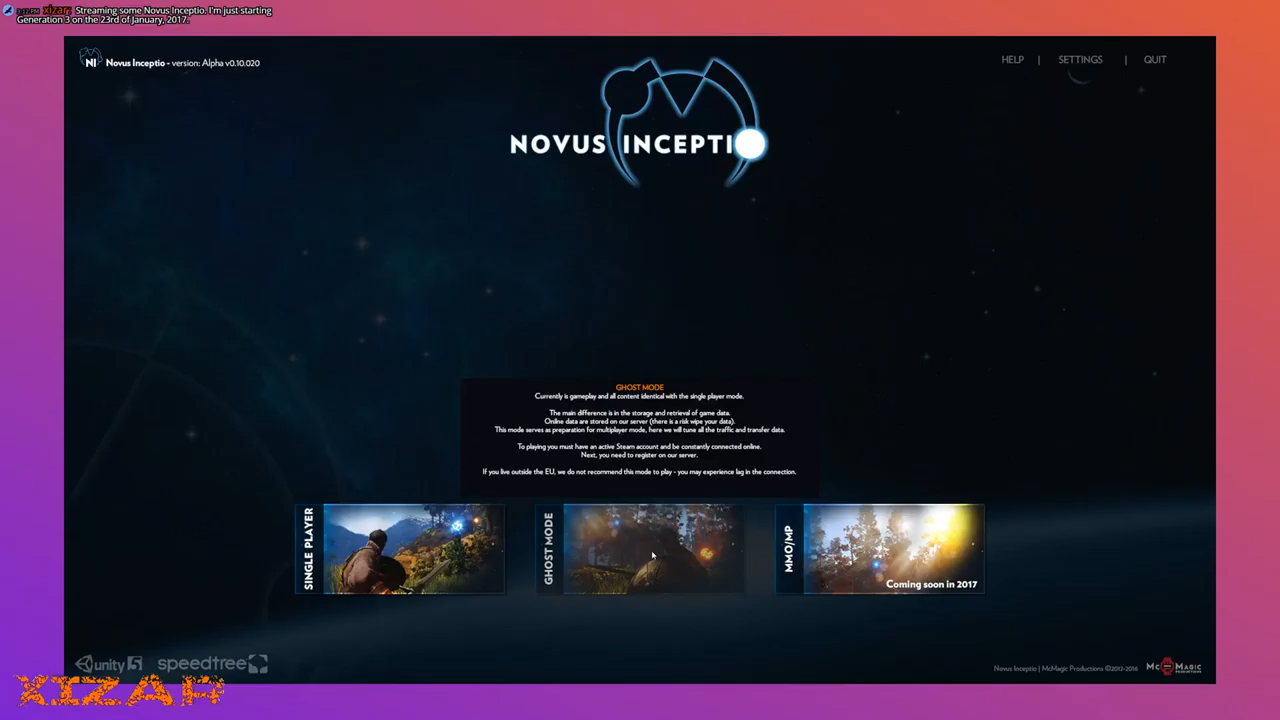 3:12 PM xizar: Streaming some Novus Inceptio. I'm just starting
Generation 3 on the 23rd of January, 2017.
NI Novus Inceptio - version: Alpha v0.10.020
HELP | SETTINGS | QUIT
NOVUS INCEPTIO
GHOST MODE
Currently is gameplay and all content identical with the single player mode.
The main difference is in the storage and retrieval of game data.
Online data are stored on our server (there is a risk wipe your data).
This mode serves as preparation for multiplayer mode, here we will tune all the traffic and transfer data.
To playing you must have an active Steam account and be constantly connected online.
Next, you need to register on our server.
If you live outside the EU, we do not recommend this mode to play - you may experience lag in the connection.
SINGLE PLAYER
GHOST MODE
MMO/MP
Coming soon in 2017
unity 5 speedtree
Novus Inceptio | McMagic Productions ©2012-2016
McMAGIC
PRODUCTIONS
XIZAR